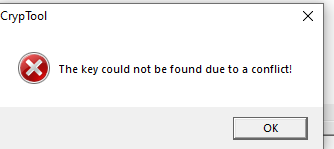 CrypTool
The key could not be found due to a conflict!
OK